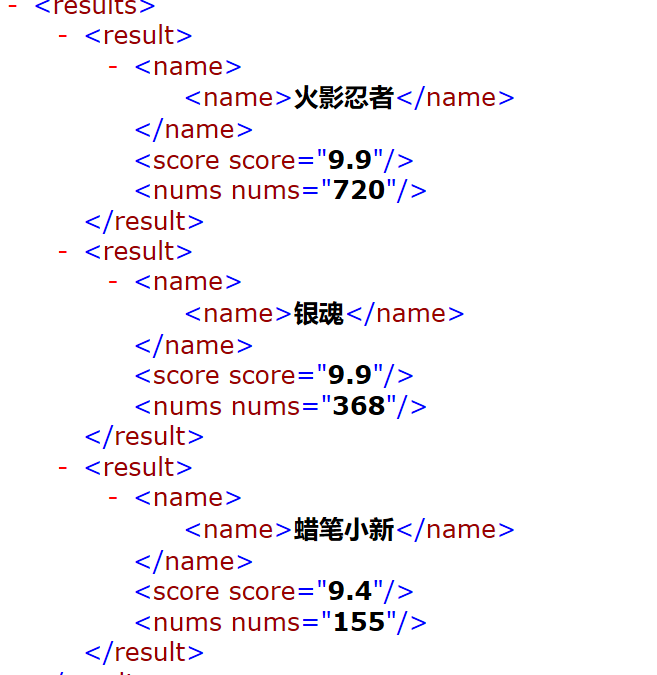 - <results>
- <result>
- <name>
<name>火影忍者</name>
</name>
<score score="9.9"/>
<nums nums="720"/>
</result>
- <result>
- <name>
<name>银魂</name>
</name>
<score score="9.9"/>
<nums nums="368"/>
</result>
- <result>
- <name>
<name>蜡笔小新</name>
</name>
<score score="9.4"/>
<nums nums="155"/>
</result>